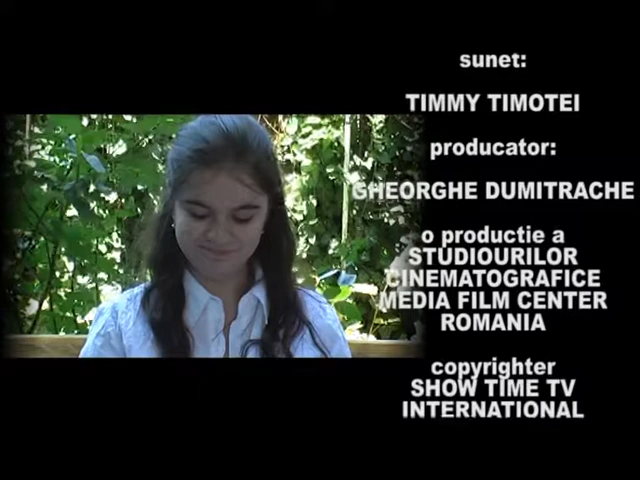 sunet:
TIMMY TIMOTEI
producator:
GHEORGHE DUMITRACHE
o productie a
STUDIOURILOR
CINEMATOGRAFICE
MEDIA FILM CENTER
ROMANIA
copyrighter
SHOW TIME TV
INTERNATIONAL